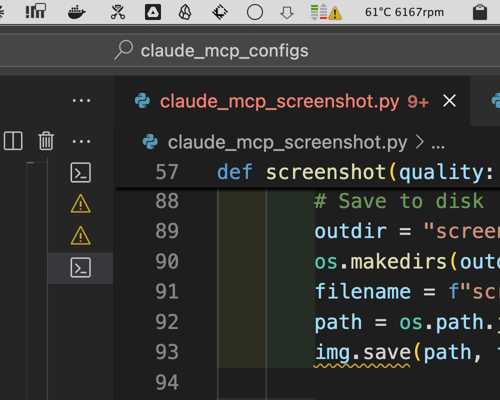 61°C 6167rpm
claude_mcp_configs
claude_mcp_screenshot.py 9+
claude_mcp_screenshot.py > ...
57 def screenshot(quality:
88 # Save to disk
89 outdir = "screen
90 os.makedirs(outd
91 filename = f"scr
92 path = os.path.j
93 img.save(path,
94